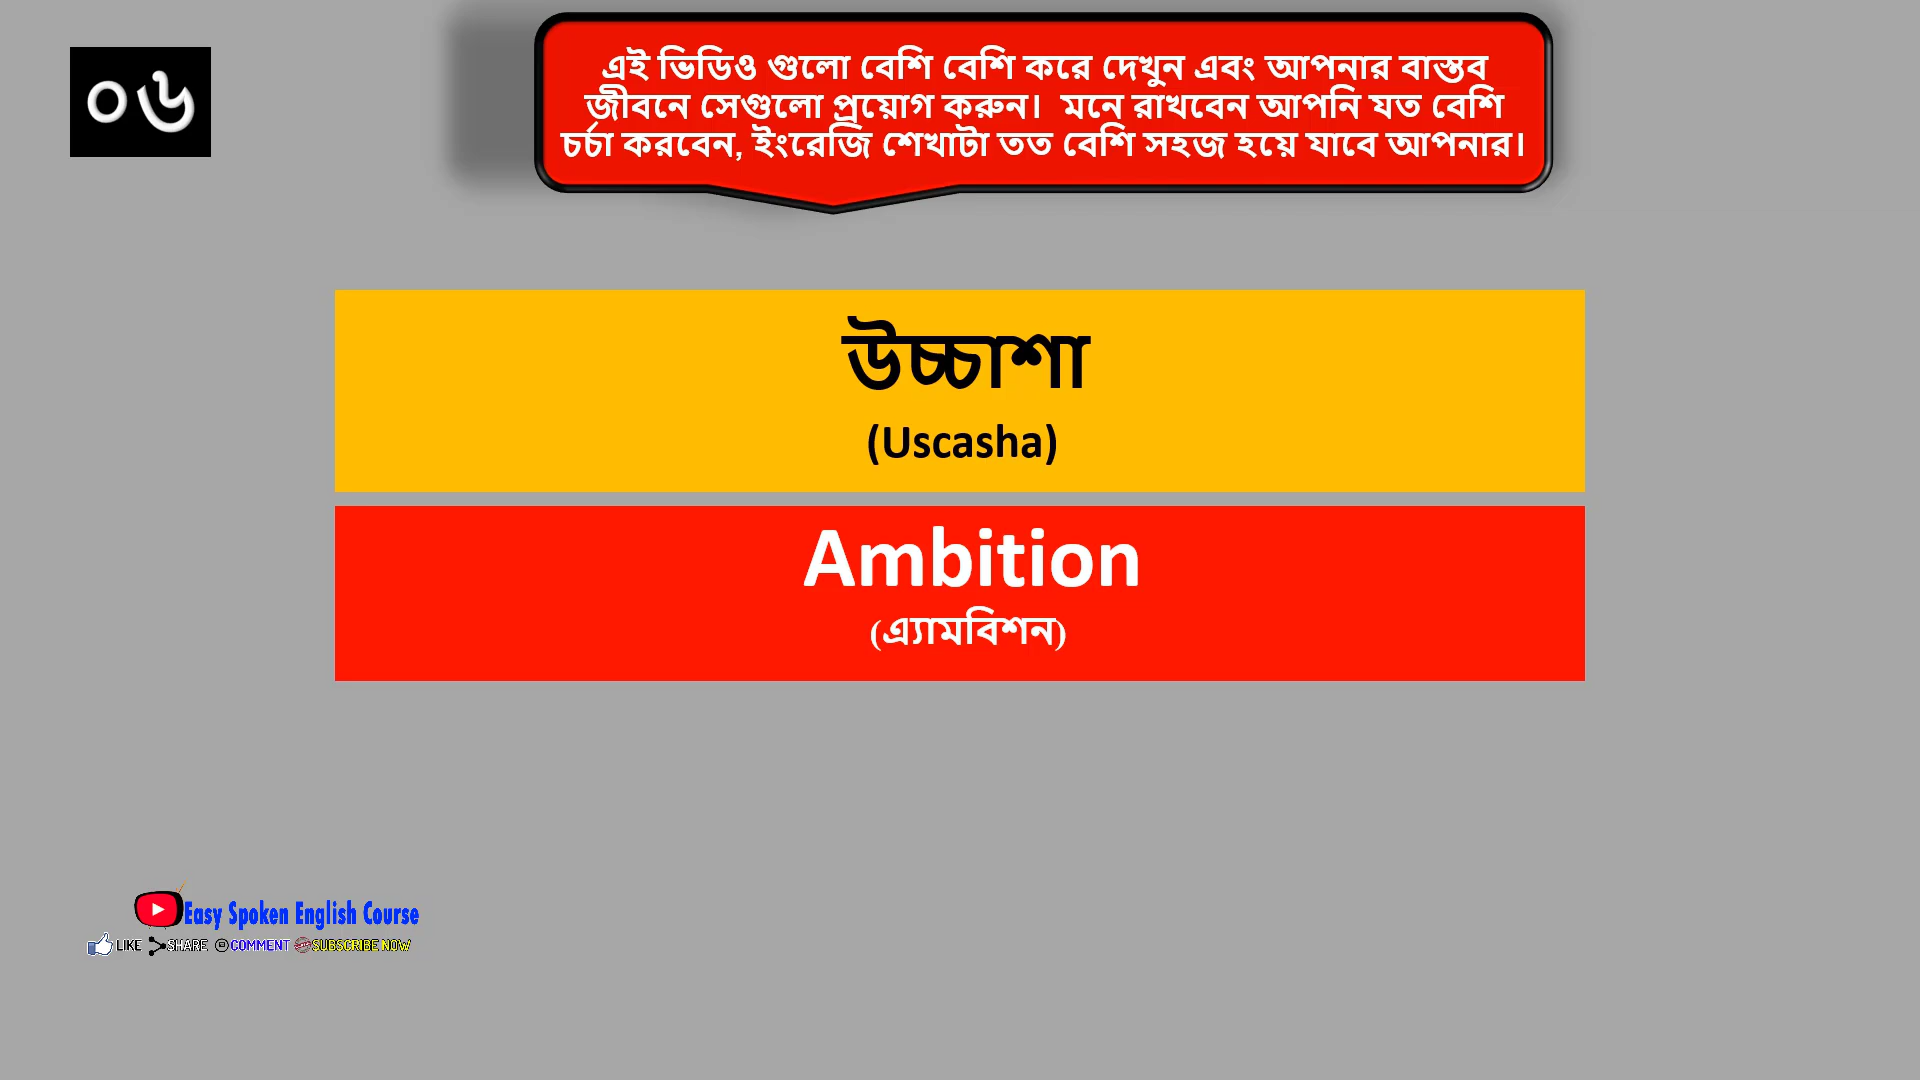 ০৬
এই ভিডিও গুলো বেশি বেশি করে দেখুন এবং আপনার বাস্তব
জীবনে সেগুলো প্রয়োগ করুন। মনে রাখবেন আপনি যত বেশি
চর্চা করবেন, ইংরেজি শেখাটা তত বেশি সহজ হয়ে যাবে আপনার।
উচ্চাশা
(Uscasha)
Ambition
(এ্যামবিশন)
Easy Spoken English Course
LIKE SHARE COMMENT SUBSCRIBE NOW